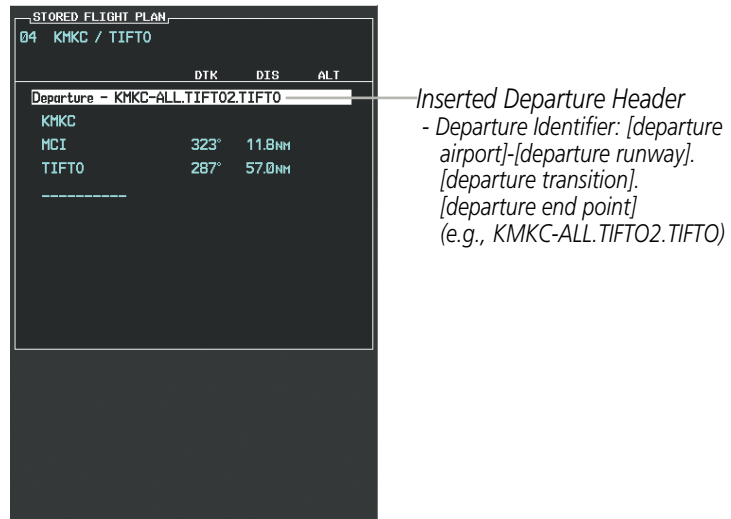 STORED FLIGHT PLAN
04 KMKC / TIFTO
DTK DIS ALT
Departure - KMKC-ALL.TIFTO2.TIFTO
KMKC
MCI 323° 11.8NM
TIFTO 287° 57.0NM
__________
Inserted Departure Header
- Departure Identifier: [departure
airport]-[departure runway].
[departure transition].
[departure end point]
(e.g., KMKC-ALL.TIFTO2.TIFTO)